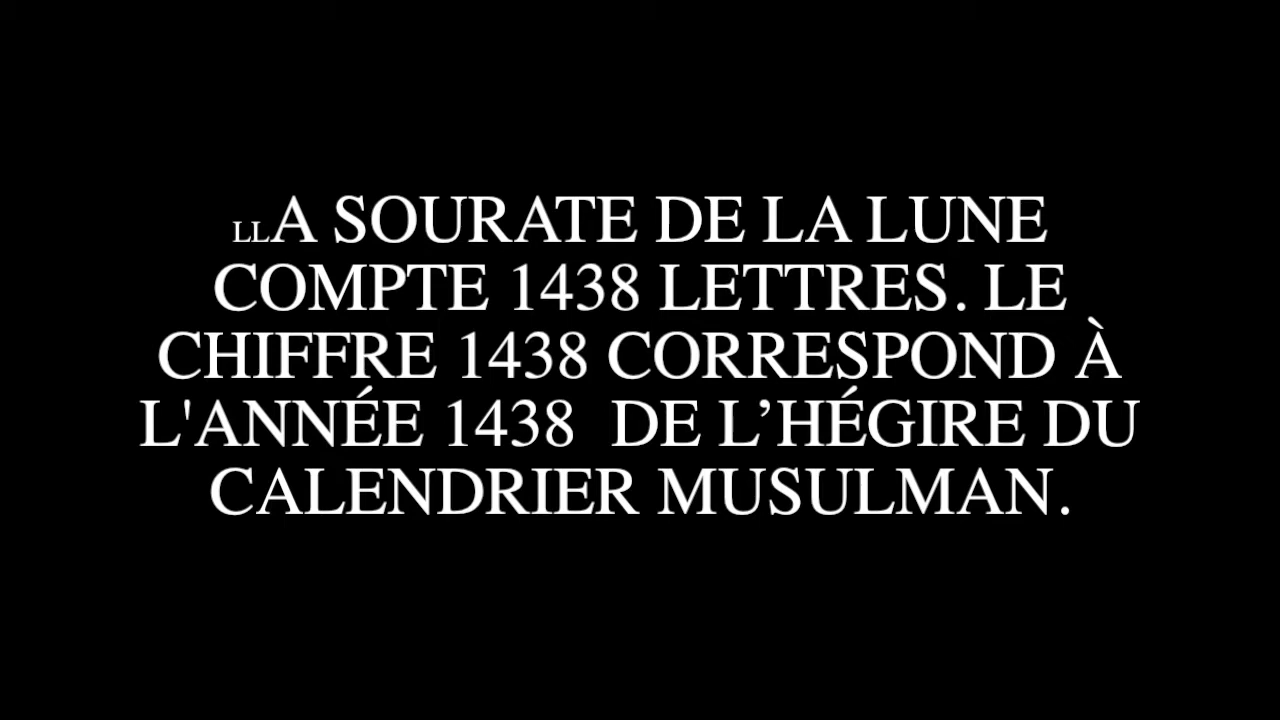 LLA SOURATE DE LA LUNE
COMPTE 1438 LETTRES. LE
CHIFFRE 1438 CORRESPOND À
L'ANNÉE 1438  DE L’HÉGIRE DU
CALENDRIER MUSULMAN.